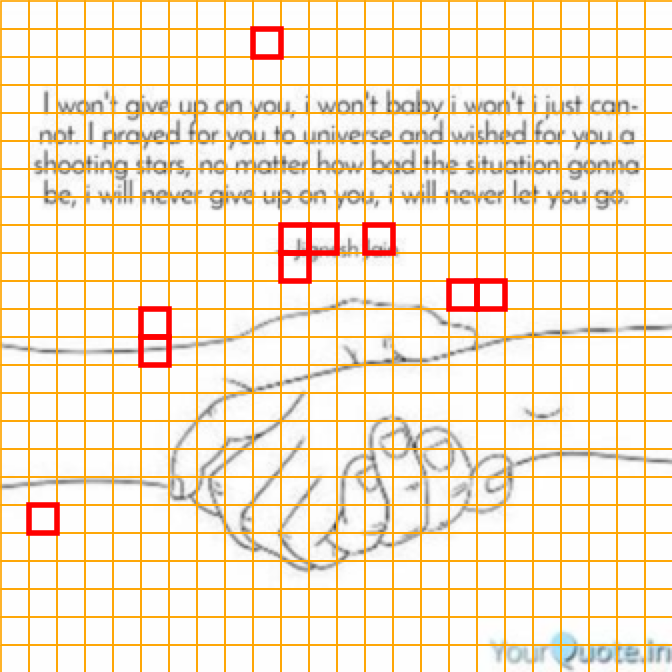 I won't give up on you, i won't baby i won't i just can-
not. I prayed for you to universe and wished for you a
shooting stars, no matter how bad the situation gonna
be, i will never give up on you, i will never let you go.
Jignesh Jain
YourQuote.in